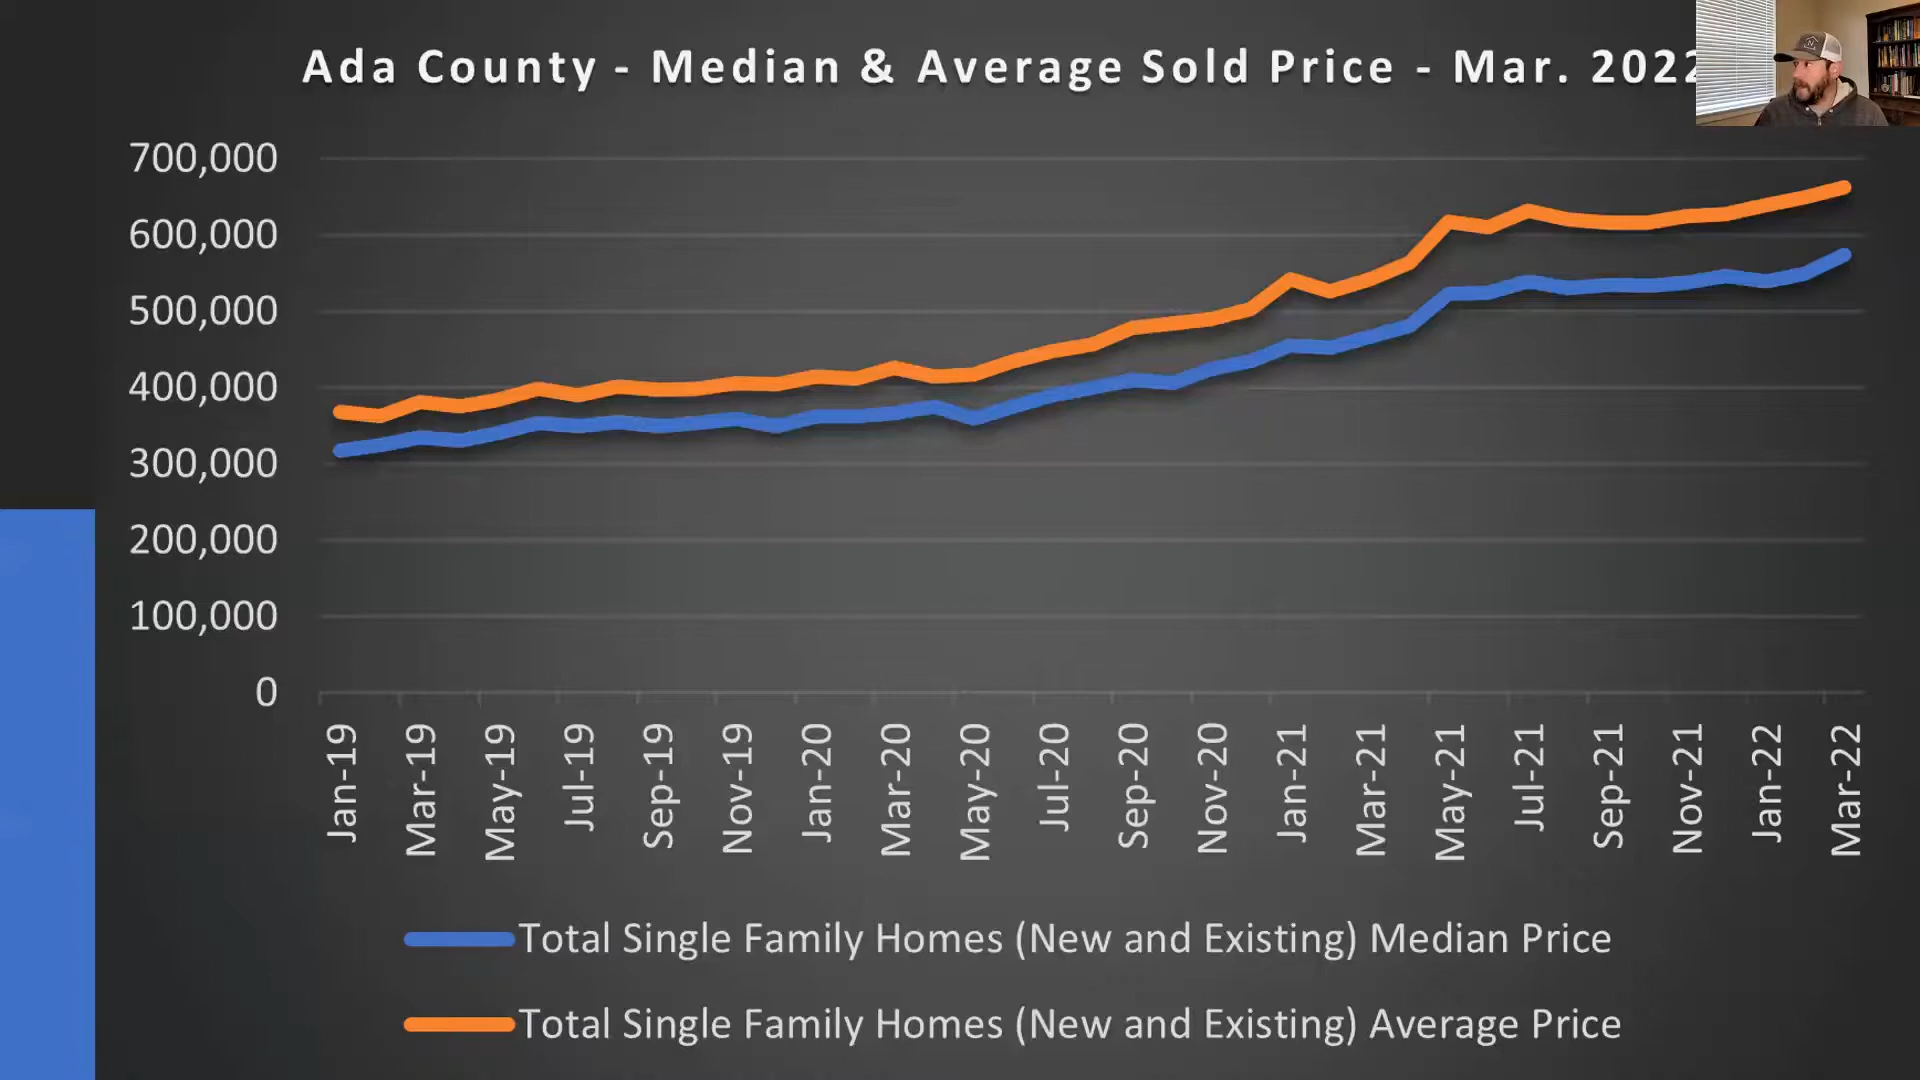 Ada County - Median & Average Sold Price - Mar. 2022
700,000
600,000
500,000
400,000
300,000
200,000
100,000
0
Jan-19
Mar-19
May-19
Jul-19
Sep-19
Nov-19
Jan-20
Mar-20
May-20
Jul-20
Sep-20
Nov-20
Jan-21
Mar-21
May-21
Jul-21
Sep-21
Nov-21
Jan-22
Mar-22
Total Single Family Homes (New and Existing) Median Price
Total Single Family Homes (New and Existing) Average Price